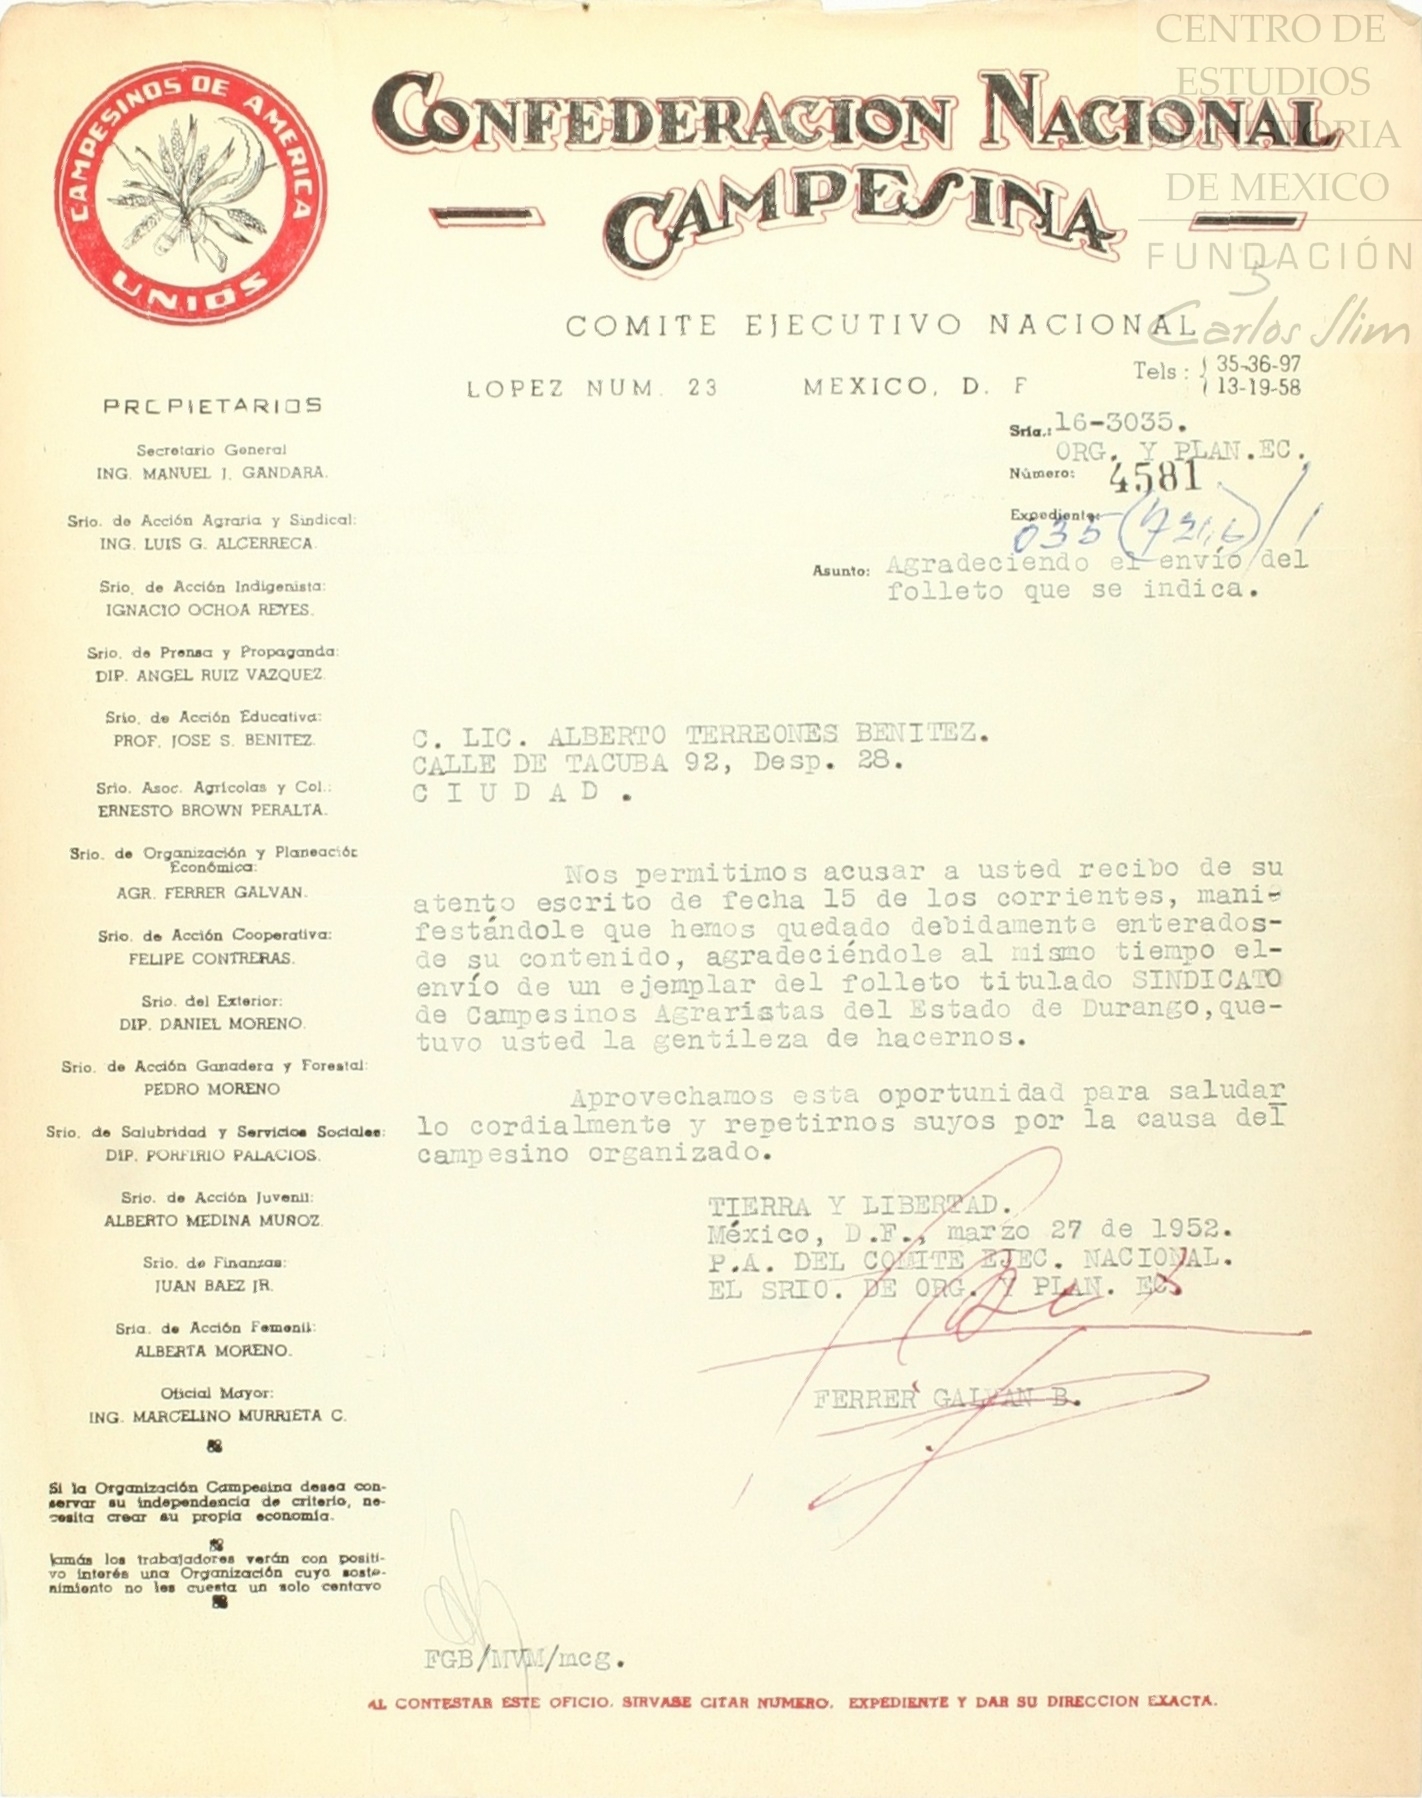 CENTRO DE
ESTUDIOS
DE HISTORIA
DE MEXICO
FUNDACIÓN
Carlos Slim
CAMPESINOS DE AMERICA
UNIOS
CONFEDERACION NACIONAL
CAMPESINA
3
COMITE EJECUTIVO NACIONAL
LOPEZ NUM. 23 MEXICO, D. F
Tels: 35-36-97
13-19-58
Sria.: 16-3035.
ORG. Y PLAN.EC.
Número: 4581
Expediente: 035 (721,6)/1
Asunto: Agradeciendo el envío del
folleto que se indica.
PROPIETARIOS
Secretario General
ING. MANUEL J. GANDARA.
Srio. de Acción Agraria y Sindical:
ING. LUIS G. ALCERRECA.
Srio. de Acción Indigenista:
IGNACIO OCHOA REYES.
Srio. de Prensa y Propaganda:
DIP. ANGEL RUIZ VAZQUEZ
Srio. de Acción Educativa:
PROF. JOSE S. BENITEZ.
Srio. Asoc. Agrícolas y Col.:
ERNESTO BROWN PERALTA.
Srio. de Organización y Planeación
Económica:
AGR. FERRER GALVAN.
Srio. de Acción Cooperativa:
FELIPE CONTRERAS.
Srio. del Exterior:
DIP. DANIEL MORENO.
Srio. de Acción Ganadera y Forestal:
PEDRO MORENO
Srio. de Salubridad y Servicios Sociales:
DIP. PORFIRIO PALACIOS.
Srio. de Acción Juvenil:
ALBERTO MEDINA MUÑOZ.
Srio. de Finanzas:
JUAN BAEZ JR.
Sria. de Acción Femenil:
ALBERTA MORENO.
Oficial Mayor:
ING. MARCELINO MURRIETA C.
Si la Organización Campesina desea con-
servar su independencia de criterio, ne-
cesita crear su propia economía.
Jamás los trabajadores verán con positi-
vo interés una Organización cuyo soste-
nimiento no les cuesta un solo centavo
C. LIC. ALBERTO TERREONES BENITEZ.
CALLE DE TACUBA 92, Desp. 28.
C I U D A D .
Nos permitimos acusar a usted recibo de su
atento escrito de fecha 15 de los corrientes, mani-
festándole que hemos quedado debidamente enterados-
de su contenido, agradeciéndole al mismo tiempo el-
envío de un ejemplar del folleto titulado SINDICATO
de Campesinos Agraristas del Estado de Durango,que-
tuvo usted la gentileza de hacernos.
Aprovechamos esta oportunidad para saludar
lo cordialmente y repetirnos suyos por la causa del
campesino organizado.
TIERRA Y LIBERTAD.
México, D.F., marzo 27 de 1952.
P.A. DEL COMITE EJEC. NACIONAL.
EL SRIO. DE ORG. Y PLAN. EC.
FERRER GALVAN B.
FGB/MVM/mcg.
AL CONTESTAR ESTE OFICIO, SIRVASE CITAR NUMERO, EXPEDIENTE Y DAR SU DIRECCION EXACTA.